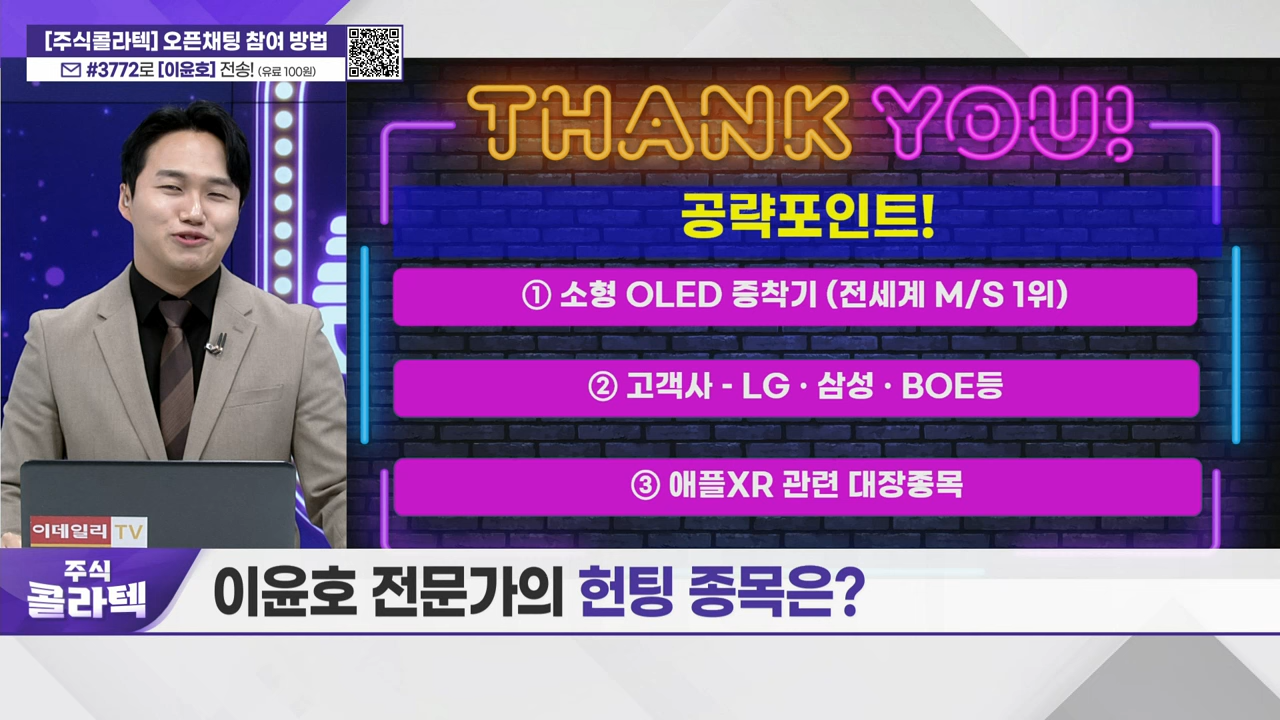 [주식콜라텍] 오픈채팅 참여 방법
#3772로 [이윤호] 전송! (유료 100원)
THANK YOU!
공략포인트!
① 소형 OLED 증착기 (전세계 M/S 1위)
② 고객사 - LG · 삼성 · BOE등
③ 애플XR 관련 대장종목
이데일리 TV
주식
콜라텍
이윤호 전문가의 헌팅 종목은?